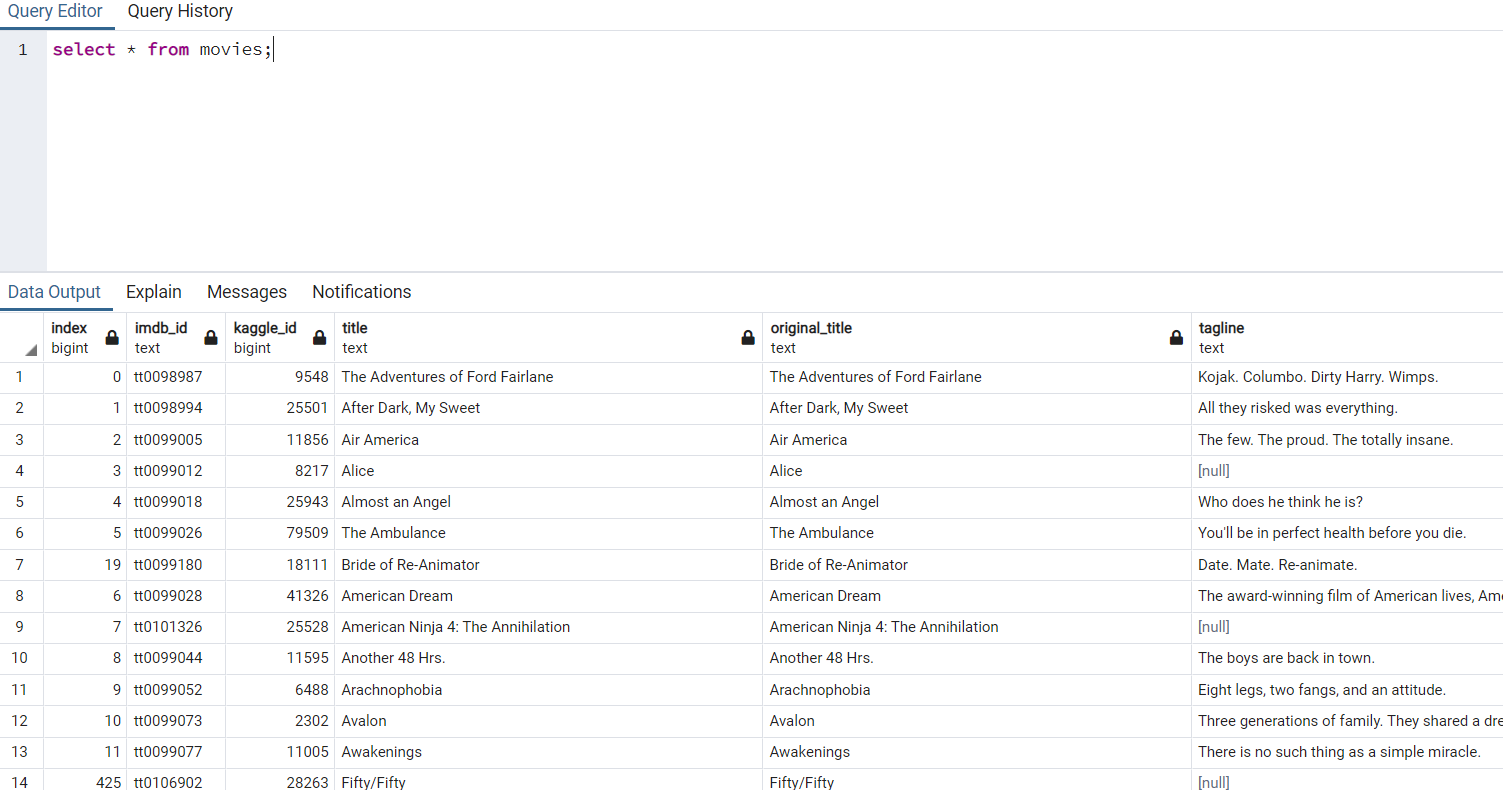 Query Editor Query History
1 select * from movies;
Data Output Explain Messages Notifications
index imdb_id kaggle_id title original_title tagline
bigint text bigint text text text
1 0 tt0098987 9548 The Adventures of Ford Fairlane The Adventures of Ford Fairlane Kojak. Columbo. Dirty Harry. Wimps.
2 1 tt0098994 25501 After Dark, My Sweet After Dark, My Sweet All they risked was everything.
3 2 tt0099005 11856 Air America Air America The few. The proud. The totally insane.
4 3 tt0099012 8217 Alice Alice [null]
5 4 tt0099018 25943 Almost an Angel Almost an Angel Who does he think he is?
6 5 tt0099026 79509 The Ambulance The Ambulance You'll be in perfect health before you die.
7 19 tt0099180 18111 Bride of Re-Animator Bride of Re-Animator Date. Mate. Re-animate.
8 6 tt0099028 41326 American Dream American Dream The award-winning film of American lives, Ame
9 7 tt0101326 25528 American Ninja 4: The Annihilation American Ninja 4: The Annihilation [null]
10 8 tt0099044 11595 Another 48 Hrs. Another 48 Hrs. The boys are back in town.
11 9 tt0099052 6488 Arachnophobia Arachnophobia Eight legs, two fangs, and an attitude.
12 10 tt0099073 2302 Avalon Avalon Three generations of family. They shared a dre
13 11 tt0099077 11005 Awakenings Awakenings There is no such thing as a simple miracle.
14 425 tt0106902 28263 Fifty/Fifty Fifty/Fifty [null]